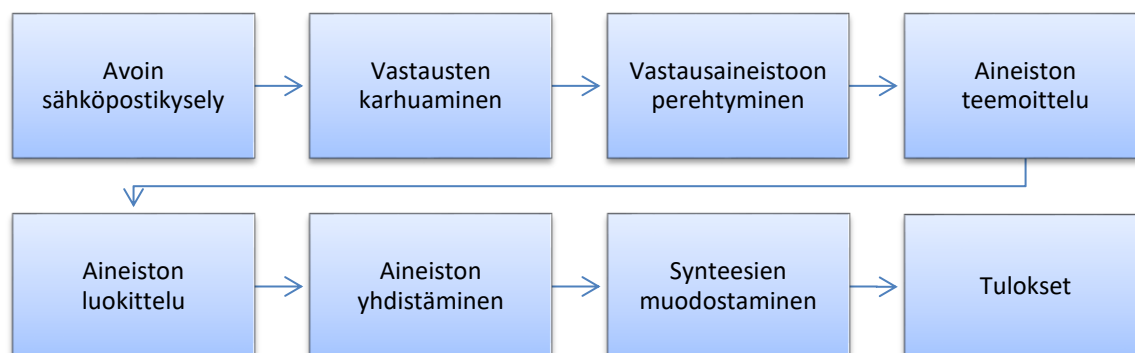 Avoin
sähköpostikysely
Vastausten
karhuaminen
Vastausaineistoon
perehtyminen
Aineiston
teemoittelu
Aineiston
luokittelu
Aineiston
yhdistäminen
Synteesien
muodostaminen
Tulokset